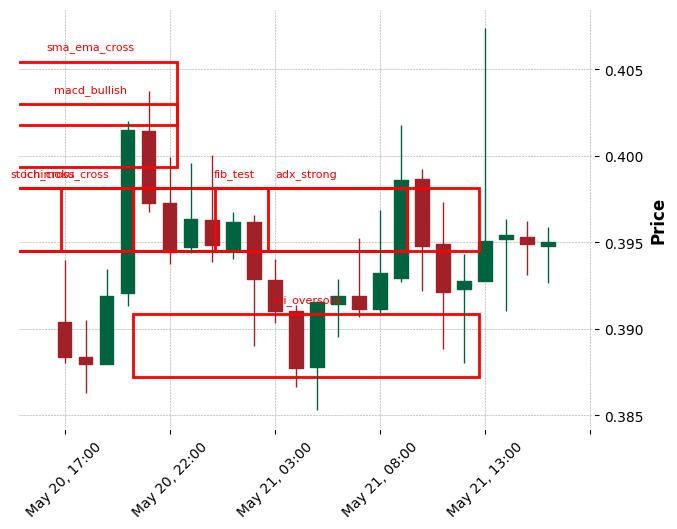 sma_ema_cross
macd_bullish
fib_test
adx_strong
0.405
0.400
0.395
0.390
0.385
Price
May 20, 17:00
May 20, 22:00
May 21, 03:00
May 21, 08:00
May 21, 13:00